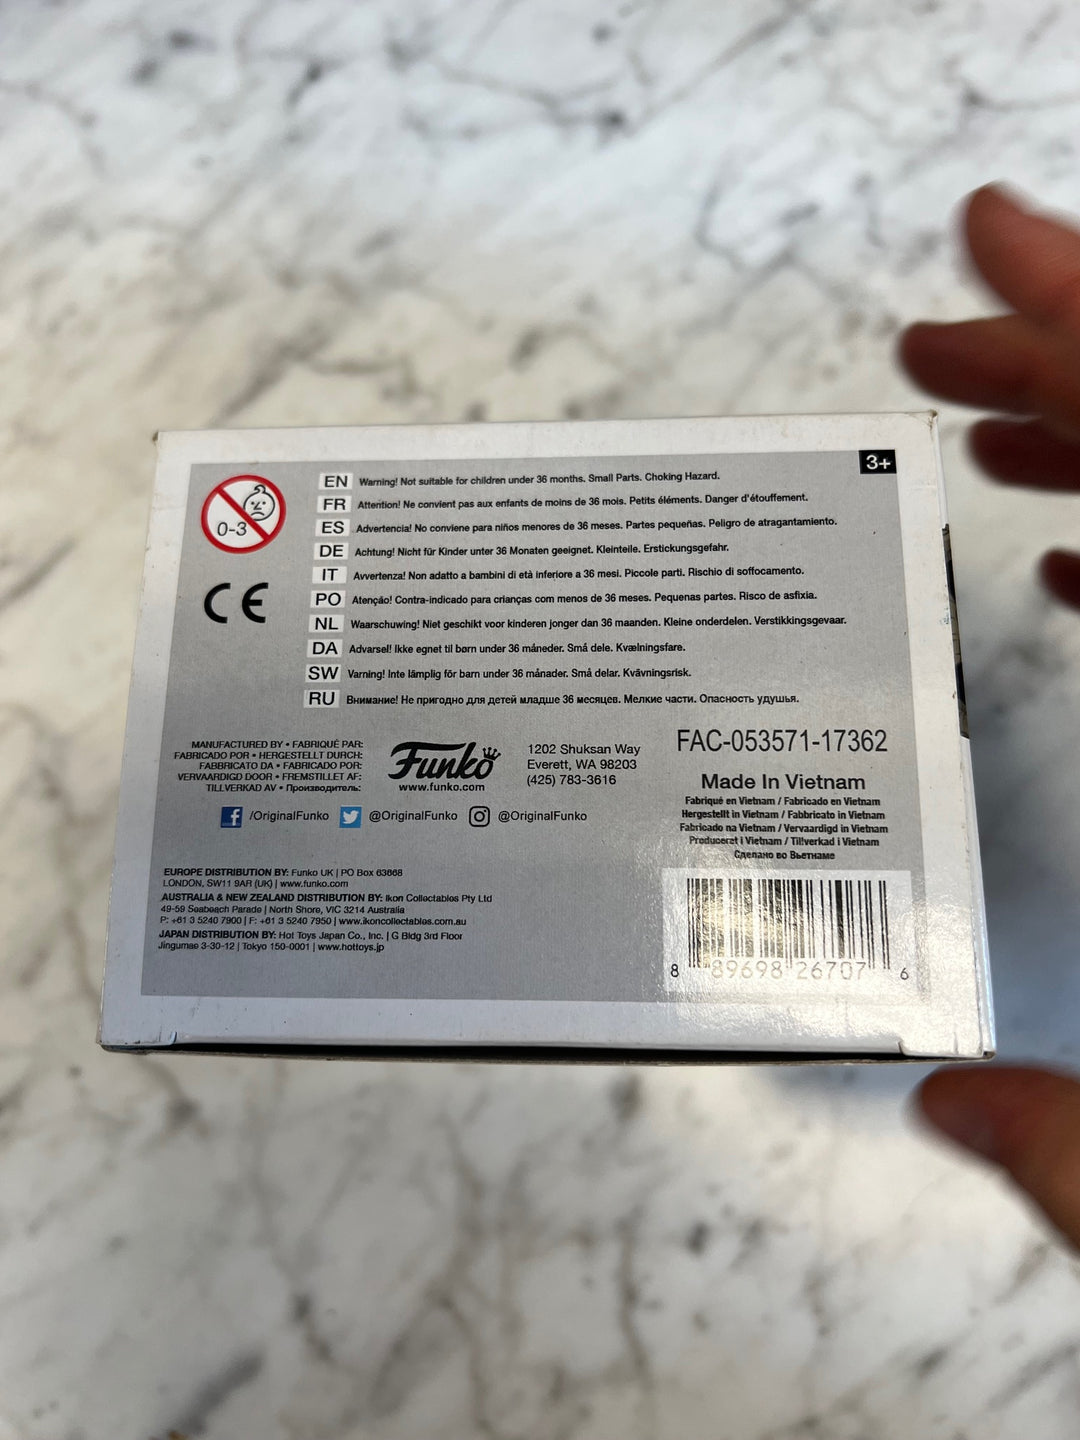 3+
0-3
EN Warning! Not suitable for children under 36 months. Small Parts. Choking Hazard.
FR Attention! Ne convient pas aux enfants de moins de 36 mois. Petits éléments. Danger d'étouffement.
ES Advertencia! No conviene para niños menores de 36 meses. Partes pequeñas. Peligro de atragantamiento.
DE Achtung! Nicht für Kinder unter 36 Monaten geeignet. Kleinteile. Erstickungsgefahr.
IT Avvertenza! Non adatto a bambini di età inferiore a 36 mesi. Piccole parti. Rischio di soffocamento.
PO Atenção! Contra-indicado para crianças com menos de 36 meses. Pequenas partes. Risco de asfixia.
NL Waarschuwing! Niet geschikt voor kinderen jonger dan 36 maanden. Kleine onderdelen. Verstikkingsgevaar.
DA Advarsel! Ikke egnet til børn under 36 måneder. Små dele. Kvælningsfare.
SW Varning! Inte lämplig för barn under 36 månader. Små delar. Kvävningsrisk.
RU Внимание! Не пригодно для детей младше 36 месяцев. Мелкие части. Опасность удушья.
CE
MANUFACTURED BY • FABRIQUÉ PAR:
FABRICADO POR • HERGESTELLT DURCH:
FABBRICATO DA • FABRICADO POR:
VERVAARDIGD DOOR • FREMSTILLET AF:
TILLVERKAD AV • Производитель:
Funko
www.funko.com
1202 Shuksan Way
Everett, WA 98203
(425) 783-3616
/OriginalFunko @OriginalFunko @OriginalFunko
FAC-053571-17362
Made In Vietnam
Fabriqué en Vietnam / Fabricado en Vietnam
Hergestellt in Vietnam / Fabbricato in Vietnam
Fabricado na Vietnam / Vervaardigd in Vietnam
Produceret i Vietnam / Tillverkad i Vietnam
Сделано во Вьетнаме
EUROPE DISTRIBUTION BY: Funko UK | PO Box 63868
LONDON, SW11 9AR (UK) | www.funko.com
AUSTRALIA & NEW ZEALAND DISTRIBUTION BY: Ikon Collectables Pty Ltd
49-59 Seabeach Parade | North Shore, VIC 3214 Australia
P: +61 3 5240 7900 | F: +61 3 5240 7950 | www.ikoncollectables.com.au
JAPAN DISTRIBUTION BY: Hot Toys Japan Co., Inc. | G Bldg 3rd Floor
Jingumae 3-30-12 | Tokyo 150-0001 | www.hottoys.jp
8 89698 26707 6